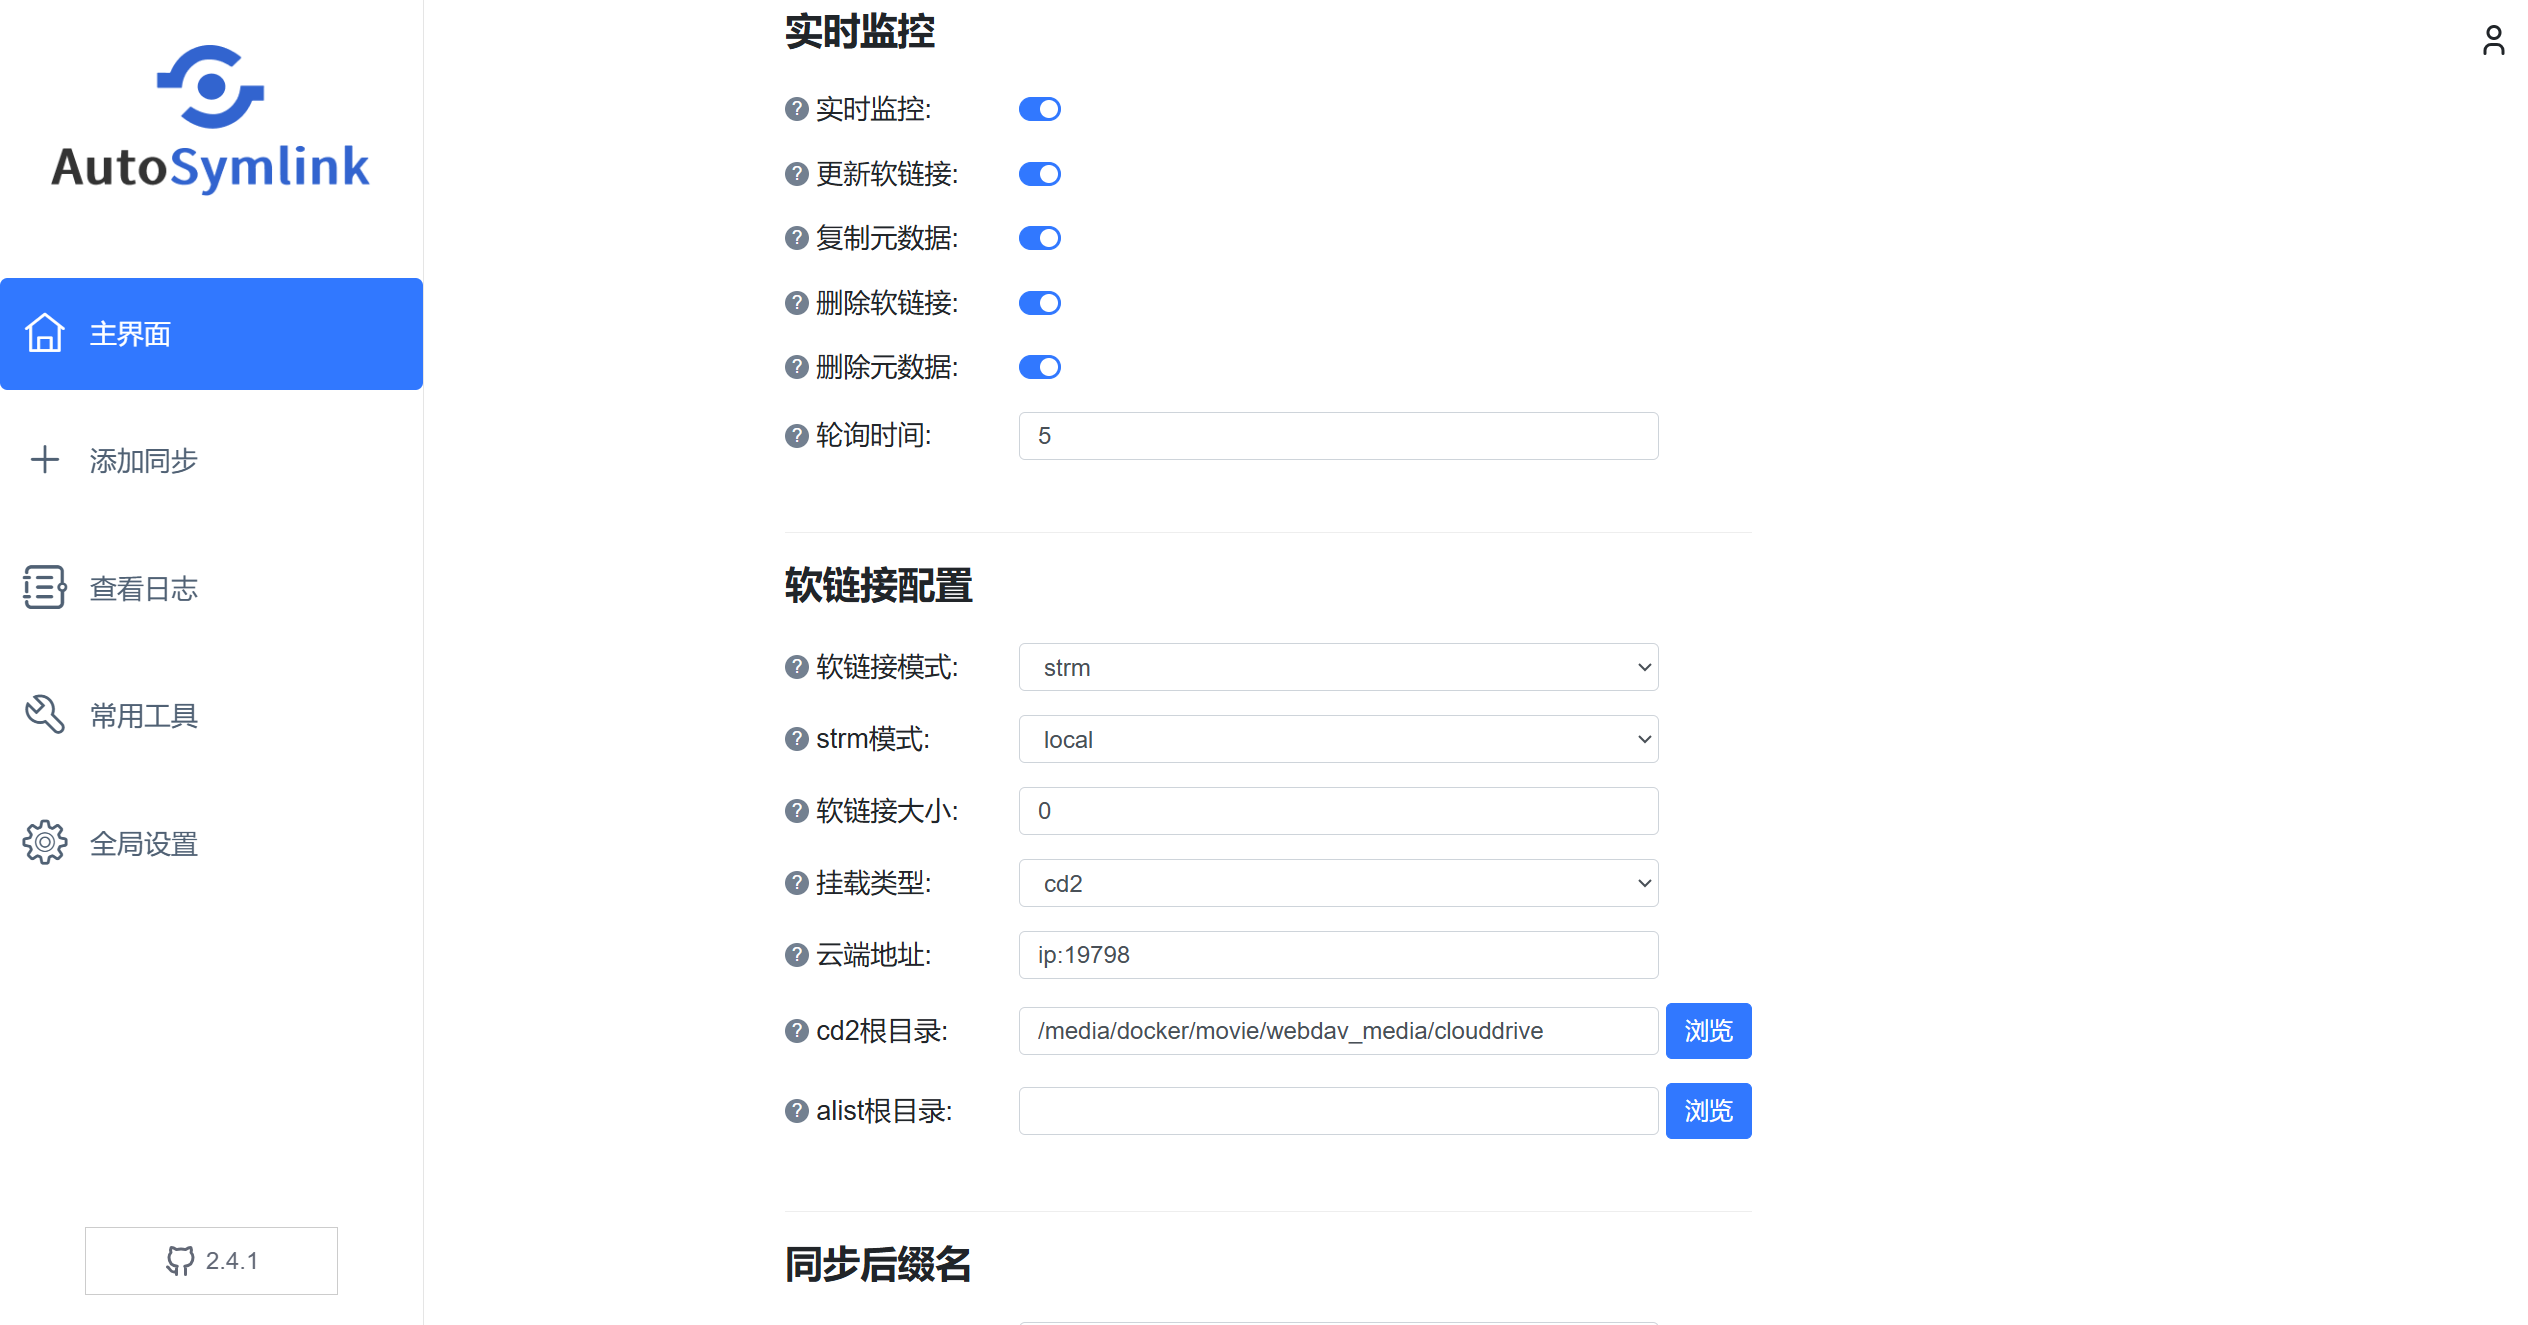 AutoSymlink
主界面
添加同步
查看日志
常用工具
全局设置
2.4.1
实时监控
? 实时监控:
? 更新软链接:
? 复制元数据:
? 删除软链接:
? 删除元数据:
? 轮询时间: 5
软链接配置
? 软链接模式: strm
? strm模式: local
? 软链接大小: 0
? 挂载类型: cd2
? 云端地址: ip:19798
? cd2根目录: /media/docker/movie/webdav_media/clouddrive 浏览
? alist根目录: 浏览
同步后缀名